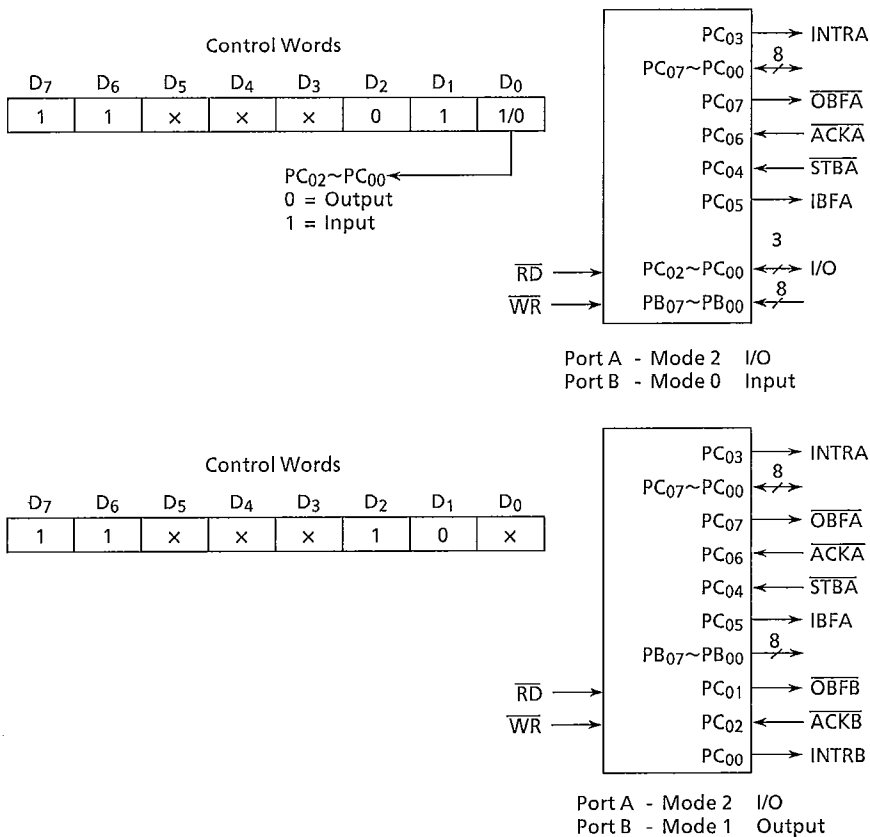 Control Words
D7 D6 D5 D4 D3 D2 D1 D0
1 1 × × × 0 1 1/0
PC02~PC00
0 = Output
1 = Input
RD
WR
PC03 INTRA
PC07~PC00 8
PC07 OBFA
PC06 ACKA
PC04 STBA
PC05 IBFA
3
PC02~PC00 I/O
PB07~PB00 8
Port A - Mode 2 I/O
Port B - Mode 0 Input
Control Words
D7 D6 D5 D4 D3 D2 D1 D0
1 1 × × × 1 0 ×
RD
WR
PC03 INTRA
PC07~PC00 8
PC07 OBFA
PC06 ACKA
PC04 STBA
PC05 IBFA
PB07~PB00 8
PC01 OBFB
PC02 ACKB
PC00 INTRB
Port A - Mode 2 I/O
Port B - Mode 1 Output